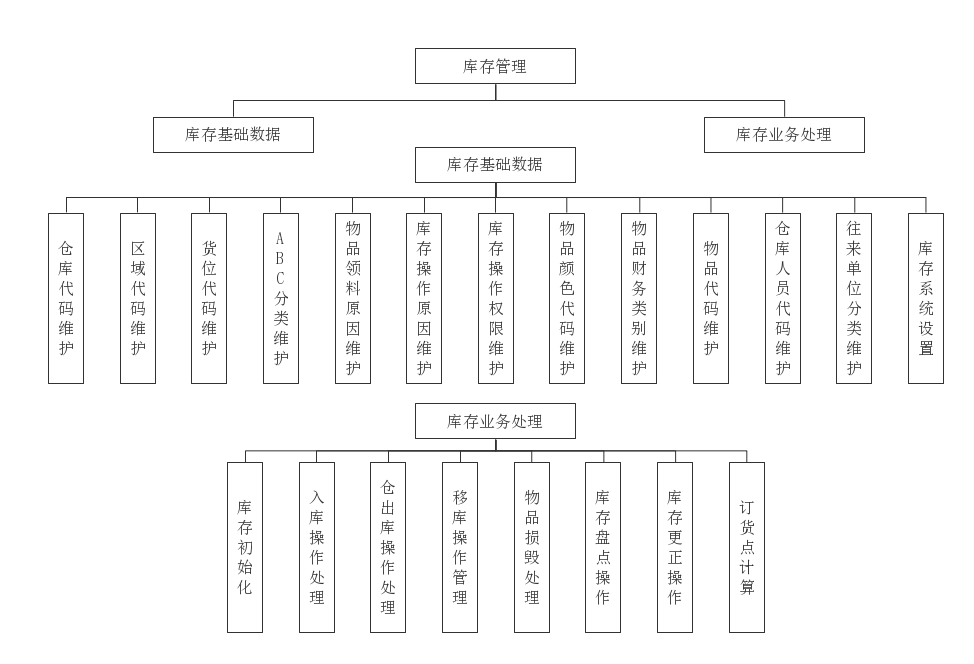 库存管理
库存基础数据
库存业务处理
库存基础数据
仓库代码维护
区域代码维护
货位代码维护
ABC分类维护
物品领料原因维护
库存操作原因维护
库存操作权限维护
物品颜色代码维护
物品财务类别维护
物品代码维护
仓库人员代码维护
往来单位分类维护
库存系统设置
库存业务处理
库存初始化
入库操作处理
仓出库操作处理
移库操作管理
物品损毁处理
库存盘点操作
库存更正操作
订货点计算